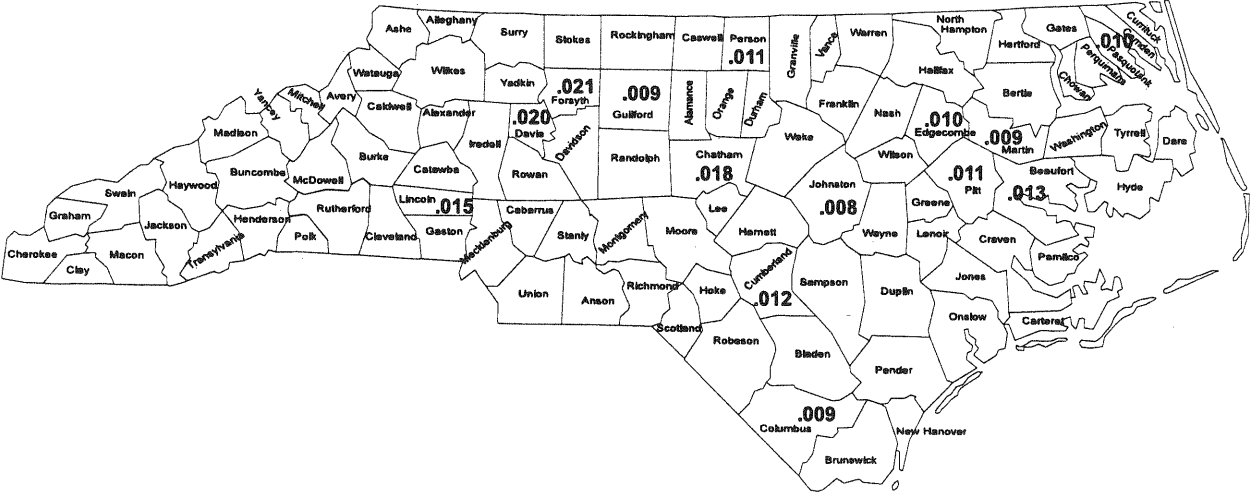 Ashe
Alleghany
Surry
Stokes
Rockingham
Caswell
Person
.011
Granville
Vance
Warren
North
Hampton
Hertford
Gates
Currituck
Camden
.010
Pasquotank
Perquimans
Chowan
Watauga
Wilkes
Yadkin
.021
Forsyth
.009
Guilford
Alamance
Orange
Durham
Franklin
Halifax
Bertie
Yancey
Mitchell
Avery
Caldwell
Alexander
Iredell
.020
Davie
Davidson
Nash
.010
Edgecombe
.009
Martin
Washington
Tyrrell
Dare
Madison
Burke
Catawba
Rowan
Randolph
Chatham
.018
Wake
Wilson
.011
Pitt
Beaufort
.013
Hyde
Swain
Haywood
Buncombe
McDowell
Johnston
.008
Greene
Graham
Jackson
Henderson
Rutherford
Lincoln
.015
Cabarrus
Lee
Cherokee
Clay
Macon
Transylvania
Polk
Cleveland
Gaston
Mecklenburg
Stanly
Montgomery
Moore
Harnett
Wayne
Lenoir
Craven
Pamlico
Union
Anson
Richmond
Hoke
Cumberland
.012
Sampson
Duplin
Jones
Scotland
Robeson
Onslow
Carteret
Bladen
Pender
.009
Columbus
New Hanover
Brunswick